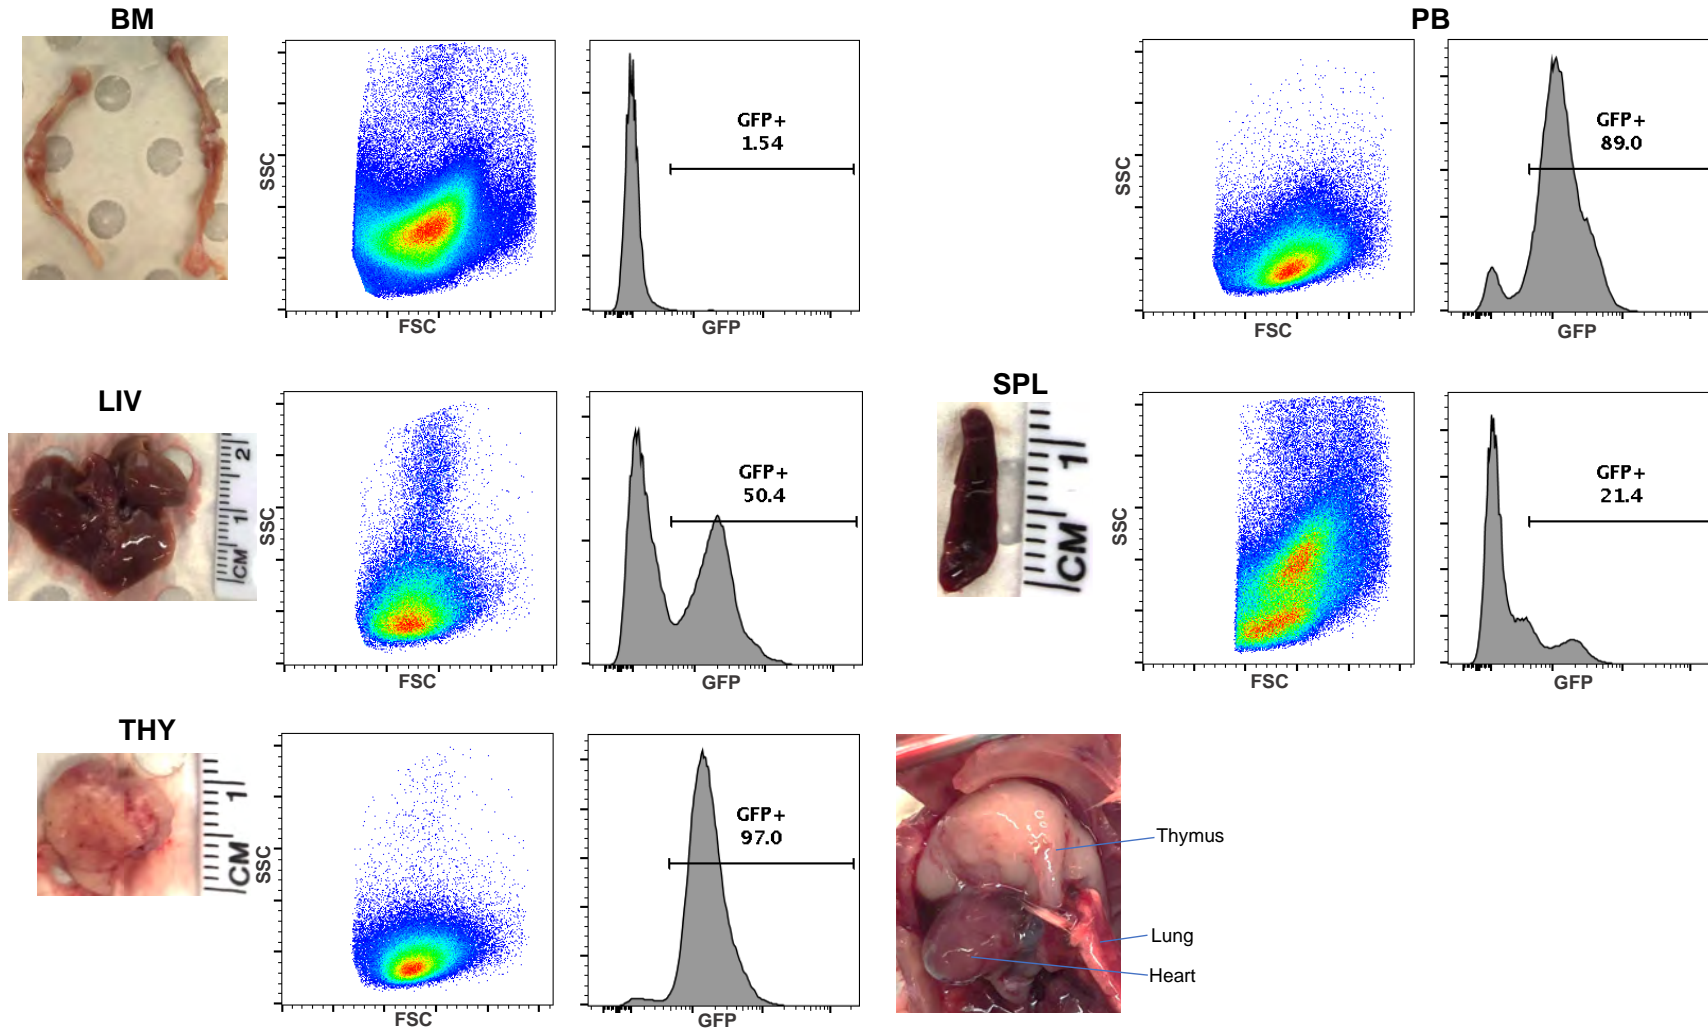 BM
PB
SSC
FSC
GFP+
1.54
GFP
SSC
FSC
GFP+
89.0
GFP
LIV
SPL
2
1
CM
SSC
FSC
GFP+
50.4
GFP
1
CM
SSC
FSC
GFP+
21.4
GFP
THY
1
CM
SSC
FSC
GFP+
97.0
GFP
Thymus
Lung
Heart